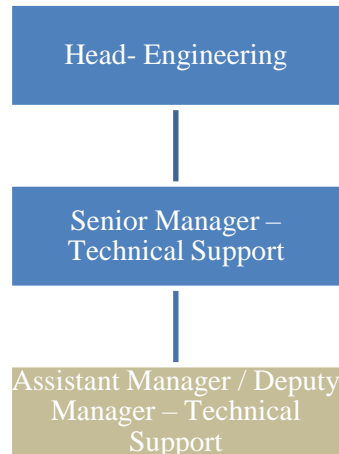 Head- Engineering
Senior Manager –
Technical Support
Assistant Manager / Deputy
Manager – Technical
Support